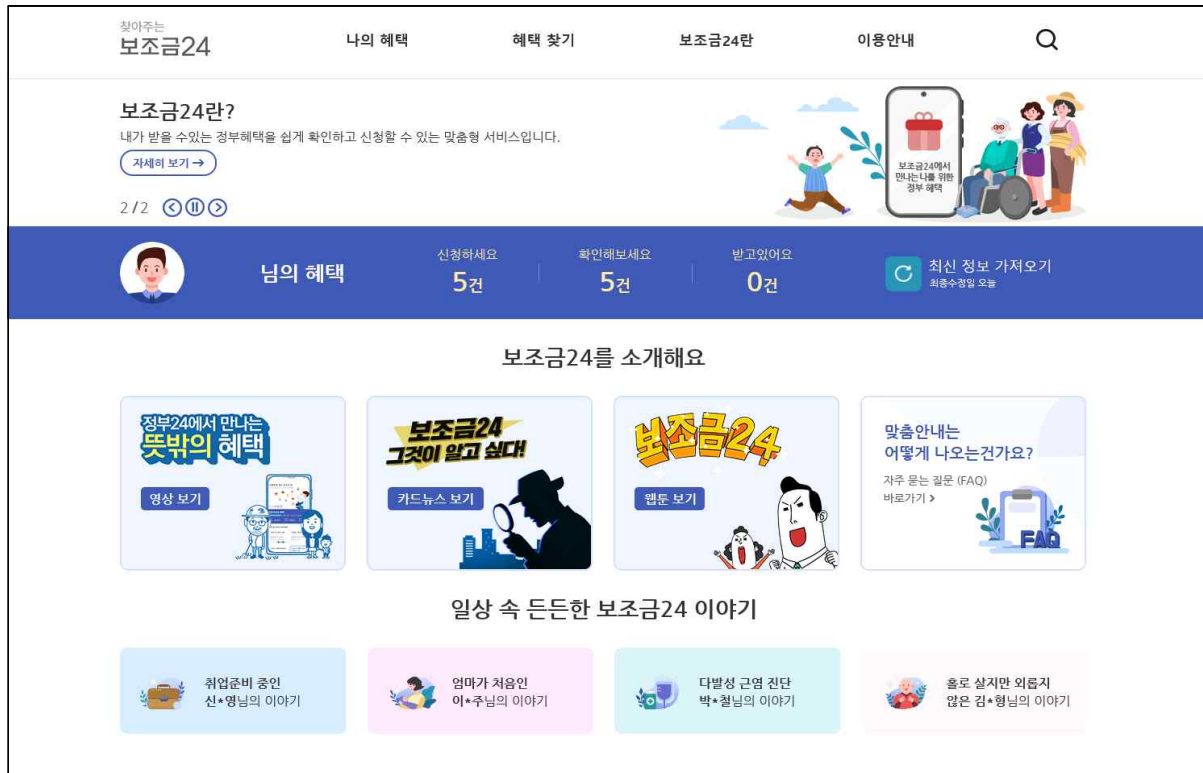 찾아주는
보조금24
나의 혜택
혜택 찾기
보조금24란
이용안내
보조금24란?
내가 받을 수있는 정부혜택을 쉽게 확인하고 신청할 수 있는 맞춤형 서비스입니다.
자세히 보기 →
2 / 2
보조금24에서
만나는나를 위한
정부 혜택
님의 혜택
신청하세요
5건
확인해보세요
5건
받고있어요
0건
최신 정보 가져오기
최종수정일 오늘
보조금24를 소개해요
정부24에서 만나는
뜻밖의 혜택
영상 보기
보조금24
그것이 알고 싶다!
카드뉴스 보기
보조금24
웹툰 보기
맞춤안내는
어떻게 나오는건가요?
자주 묻는 질문 (FAQ)
바로가기 >
FAQ
일상 속 든든한 보조금24 이야기
취업준비 중인
신*영님의 이야기
엄마가 처음인
이*주님의 이야기
다발성 근염 진단
박*철님의 이야기
홀로 살지만 외롭지
않은 김*형님의 이야기